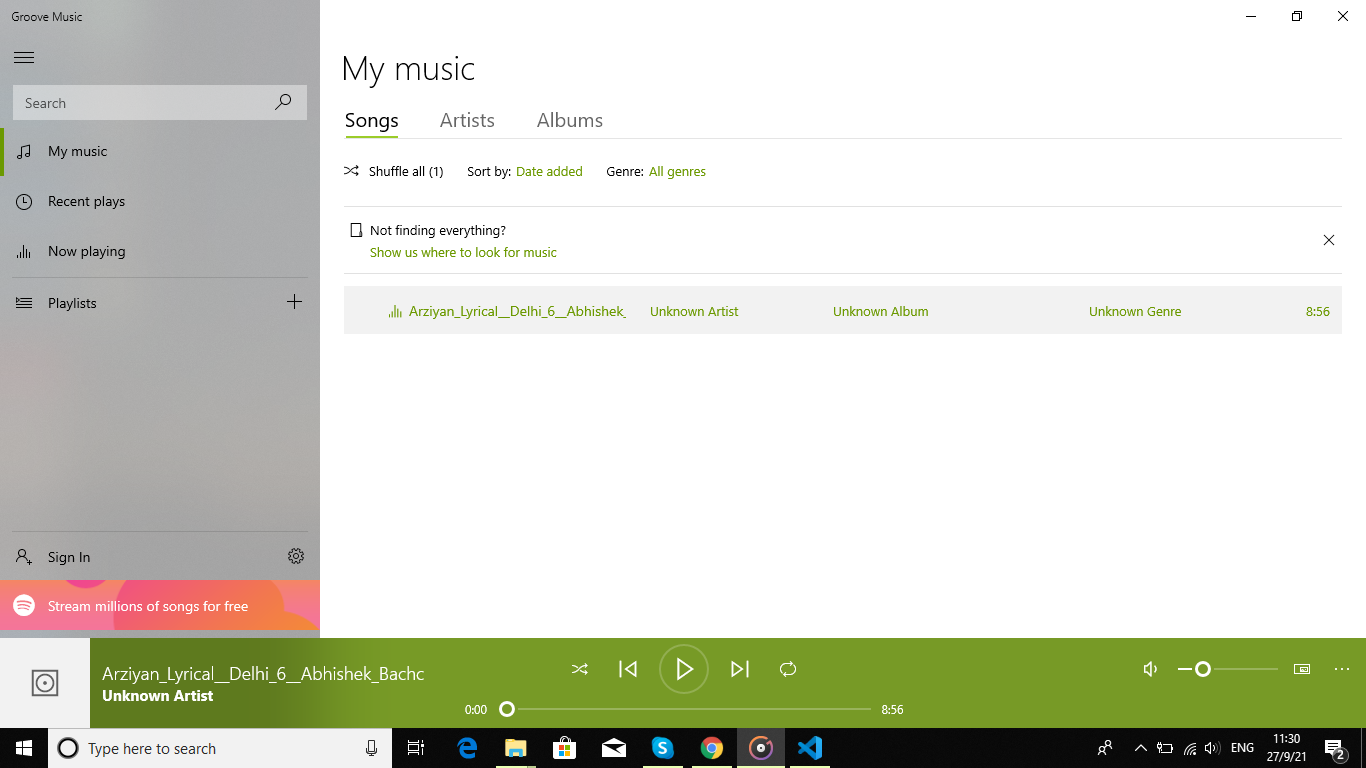 Groove Music
Search
My music
Recent plays
Now playing
Playlists
Sign In
Stream millions of songs for free
My music
Songs Artists Albums
Shuffle all (1) Sort by: Date added Genre: All genres
Not finding everything?
Show us where to look for music
Arziyan_Lyrical__Delhi_6__Abhishek_ Unknown Artist Unknown Album Unknown Genre 8:56
Arziyan_Lyrical__Delhi_6__Abhishek_Bachc
Unknown Artist
0:00 8:56
Type here to search
ENG
11:30
27/9/21
2